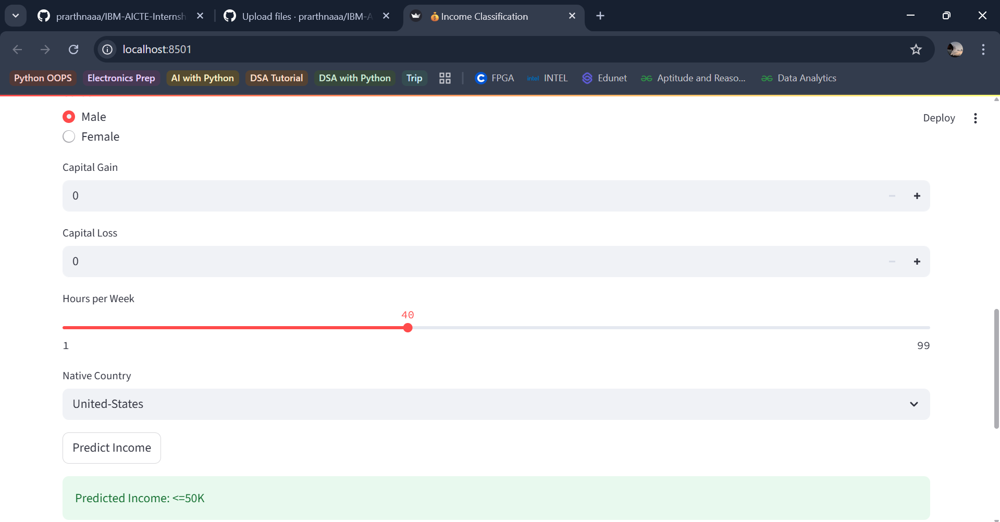 prarthnaaa/IBM-AICTE-Internsh
Upload files · prarthnaaa/IBM-A
💰Income Classification
localhost:8501
Python OOPS
Electronics Prep
AI with Python
DSA Tutorial
DSA with Python
Trip
FPGA
intel INTEL
Edunet
Aptitude and Reaso...
Data Analytics
Male
Deploy
Female
Capital Gain
0
Capital Loss
0
Hours per Week
40
1
99
Native Country
United-States
Predict Income
Predicted Income: <=50K